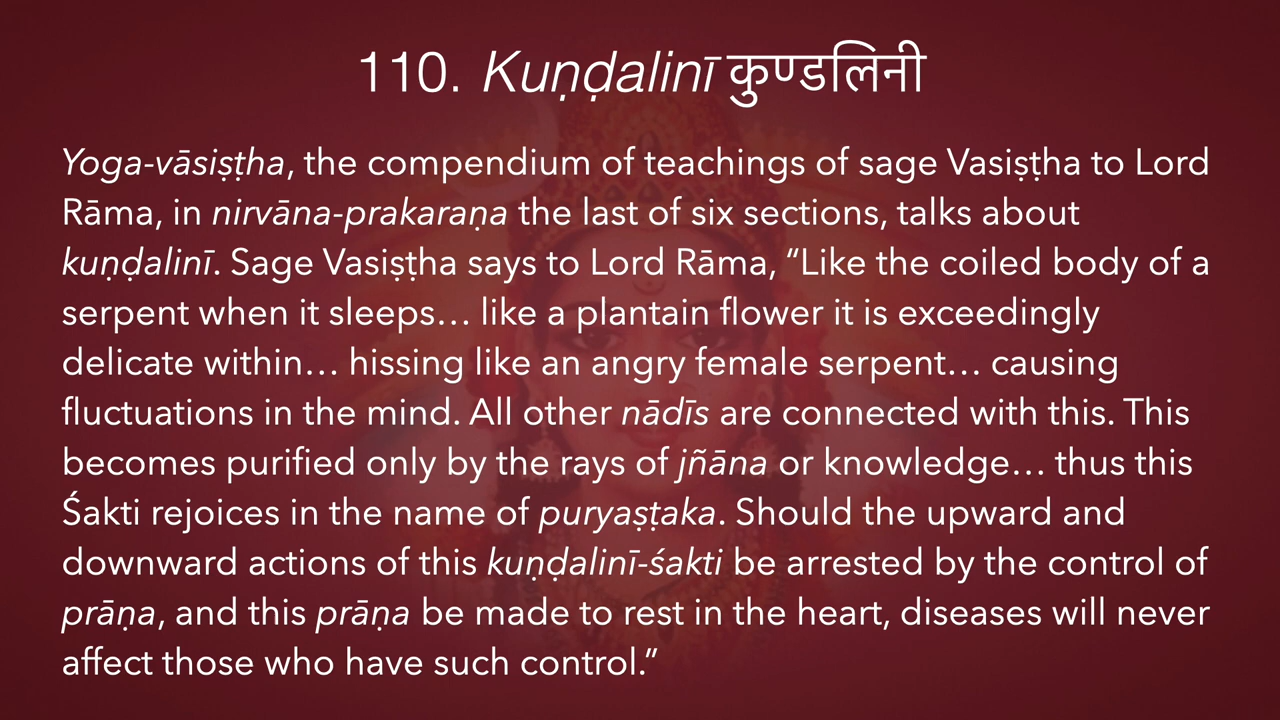 110. Kuṇḍalinī कुण्डलिनी
Yoga-vāsiṣṭha, the compendium of teachings of sage Vasiṣṭha to Lord
Rāma, in nirvāna-prakaraṇa the last of six sections, talks about
kuṇḍalinī. Sage Vasiṣṭha says to Lord Rāma, “Like the coiled body of a
serpent when it sleeps… like a plantain flower it is exceedingly
delicate within… hissing like an angry female serpent… causing
fluctuations in the mind. All other nādīs are connected with this. This
becomes purified only by the rays of jñāna or knowledge… thus this
Śakti rejoices in the name of puryaṣṭaka. Should the upward and
downward actions of this kuṇḍalinī-śakti be arrested by the control of
prāṇa, and this prāṇa be made to rest in the heart, diseases will never
affect those who have such control.”